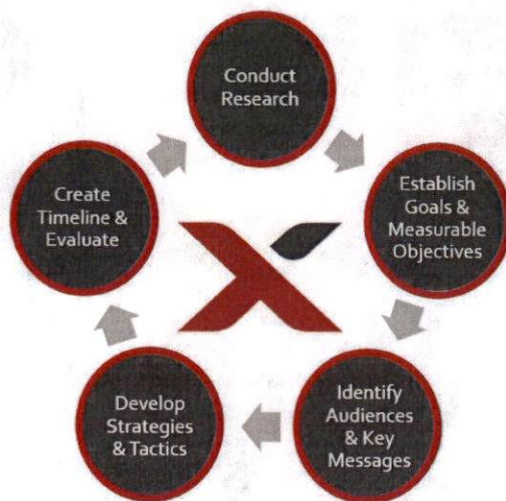 Conduct
Research
Establish
Goals &
Measurable
Objectives
Identify
Audiences
& Key
Messages
Develop
Strategies
& Tactics
Create
Timeline &
Evaluate